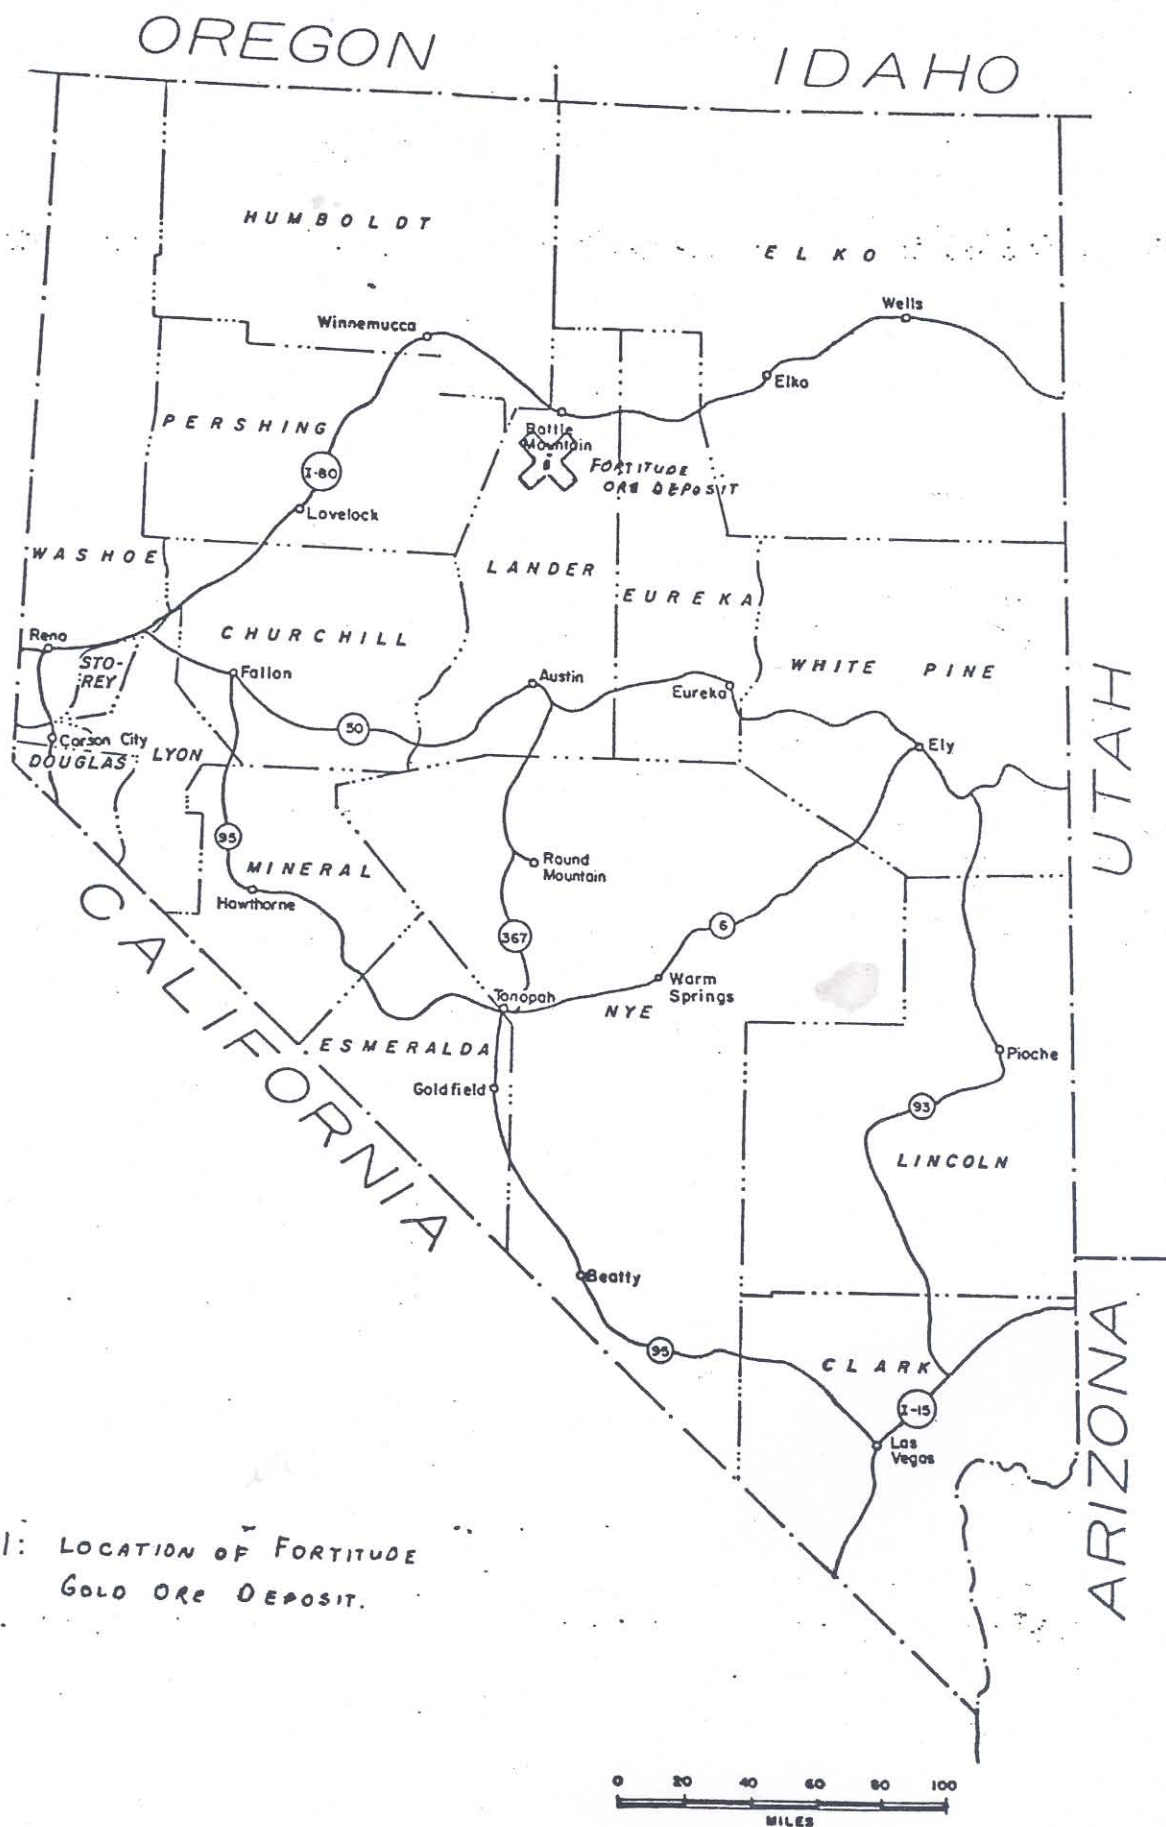 OREGON
IDAHO
HUMBOLDT
ELKO
Wells
Winnemucca
Elko
PERSHING
Battle
Mountain
I-80
FORTITUDE
ORE DEPOSIT
Lovelock
WASHOE
LANDER
EUREKA
CHURCHILL
Reno
STO-
REY
Fallon
Austin
Eureka
WHITE PINE
UTAH
50
Carson City
DOUGLAS
LYON
Ely
95
MINERAL
Round
Mountain
Hawthorne
CALIFORNIA
367
6
Warm
Springs
Tonopah
NYE
ESMERALDA
Pioche
Goldfield
93
LINCOLN
Beatty
95
CLARK
ARIZONA
I-15
Las
Vegas
1: LOCATION OF FORTITUDE
GOLD ORE DEPOSIT.
0 20 40 60 80 100
MILES